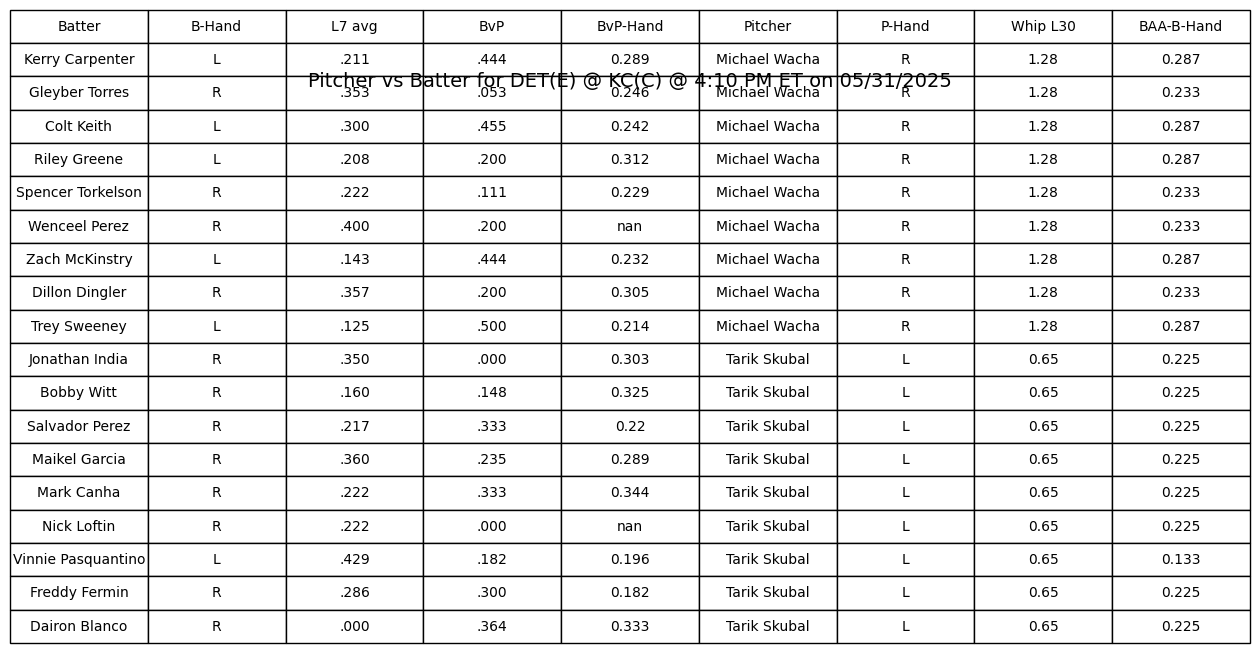 Batter B-Hand L7 avg BvP BvP-Hand Pitcher P-Hand Whip L30 BAA-B-Hand
Kerry Carpenter L .211 .444 0.289 Michael Wacha R 1.28 0.287
Pitcher vs Batter for DET(E) @ KC(C) @ 4:10 PM ET on 05/31/2025
Gleyber Torres R .353 .053 0.246 Michael Wacha R 1.28 0.233
Colt Keith L .300 .455 0.242 Michael Wacha R 1.28 0.287
Riley Greene L .208 .200 0.312 Michael Wacha R 1.28 0.287
Spencer Torkelson R .222 .111 0.229 Michael Wacha R 1.28 0.233
Wenceel Perez R .400 .200 nan Michael Wacha R 1.28 0.233
Zach McKinstry L .143 .444 0.232 Michael Wacha R 1.28 0.287
Dillon Dingler R .357 .200 0.305 Michael Wacha R 1.28 0.233
Trey Sweeney L .125 .500 0.214 Michael Wacha R 1.28 0.287
Jonathan India R .350 .000 0.303 Tarik Skubal L 0.65 0.225
Bobby Witt R .160 .148 0.325 Tarik Skubal L 0.65 0.225
Salvador Perez R .217 .333 0.22 Tarik Skubal L 0.65 0.225
Maikel Garcia R .360 .235 0.289 Tarik Skubal L 0.65 0.225
Mark Canha R .222 .333 0.344 Tarik Skubal L 0.65 0.225
Nick Loftin R .222 .000 nan Tarik Skubal L 0.65 0.225
Vinnie Pasquantino L .429 .182 0.196 Tarik Skubal L 0.65 0.133
Freddy Fermin R .286 .300 0.182 Tarik Skubal L 0.65 0.225
Dairon Blanco R .000 .364 0.333 Tarik Skubal L 0.65 0.225